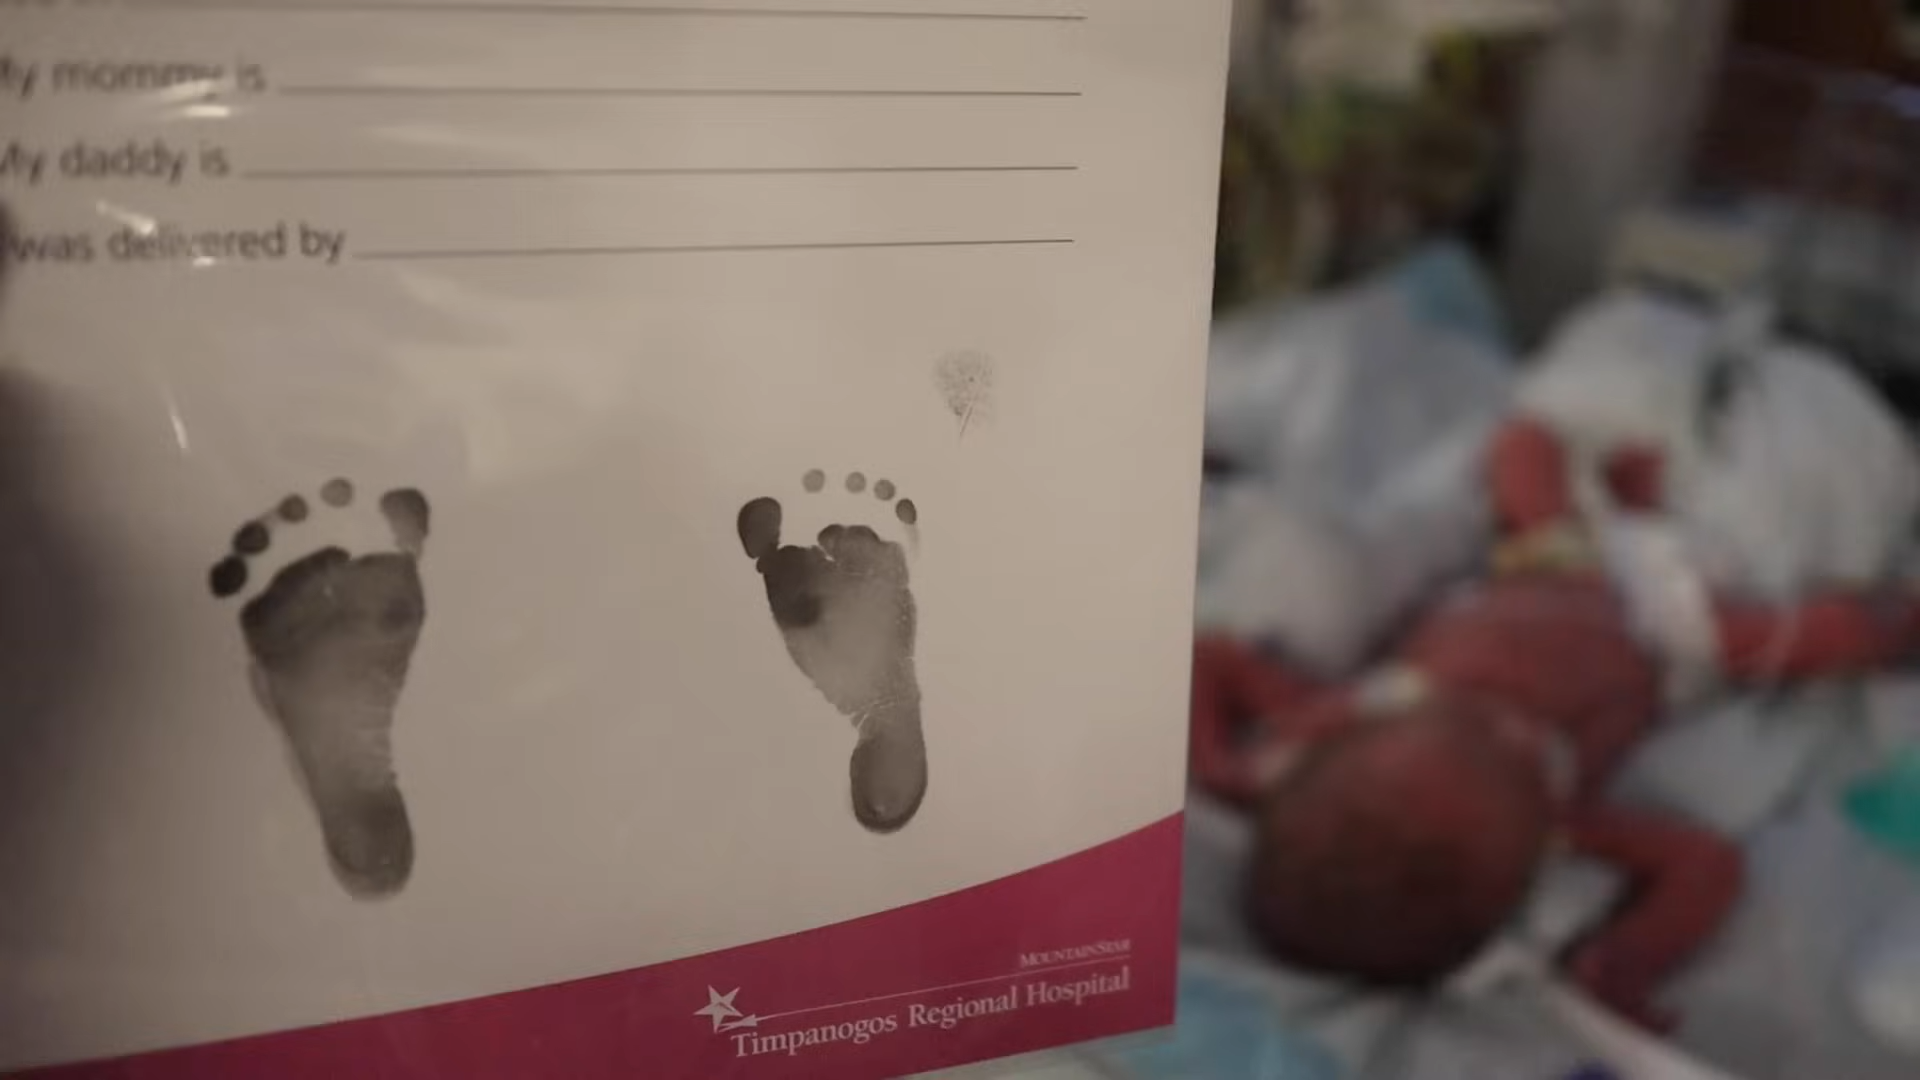 My mommy is
My daddy is
was delivered by
MOUNTAINSTAR
Timpanogos Regional Hospital